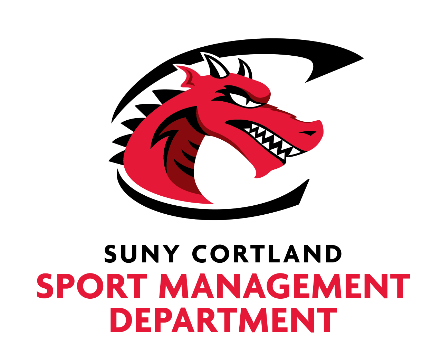 SUNY CORTLAND
SPORT MANAGEMENT
DEPARTMENT